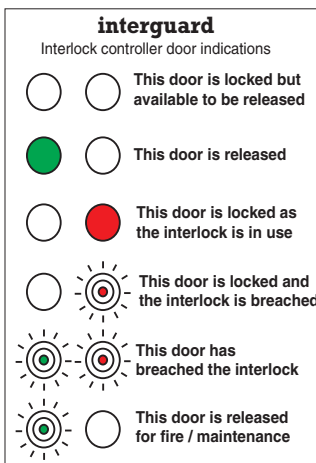 interguard
Interlock controller door indications
This door is locked but
available to be released
This door is released
This door is locked as
the interlock is in use
This door is locked and
the interlock is breached
This door has
breached the interlock
This door is released
for fire / maintenance